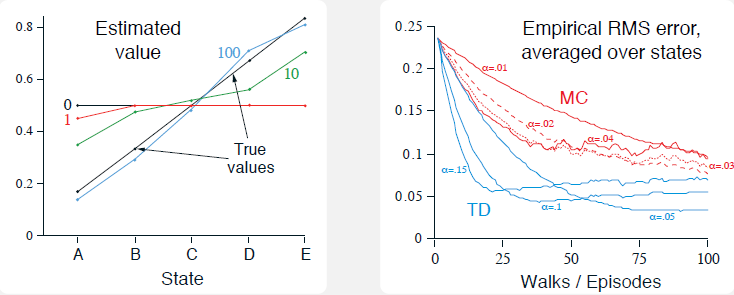 Estimated
value
0.8
0.6
0.4
0.2
0
0
1
10
100
True
values
A B C D E
State
Empirical RMS error,
averaged over states
0.25
0.2
0.15
0.1
0.05
0
α=.01
MC
α=.02
α=.04
α=.03
α=.15
TD
α=.1
α=.05
0 25 50 75 100
Walks / Episodes